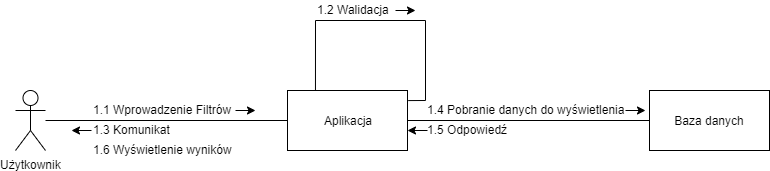 1.2 Walidacja
1.1 Wprowadzenie Filtrów
1.4 Pobranie danych do wyświetlenia
Aplikacja
Baza danych
1.3 Komunikat
1.5 Odpowiedź
1.6 Wyświetlenie wyników
Użytkownik